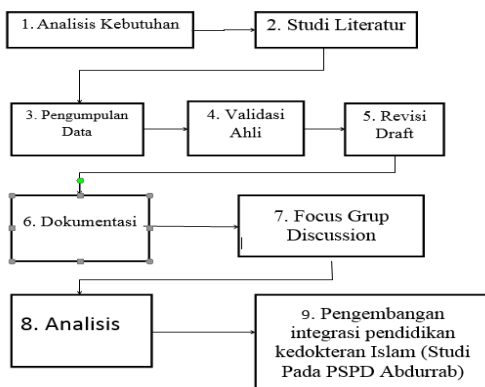 1. Analisis Kebutuhan
2. Studi Literatur
3. Pengumpulan
Data
4. Validasi
Ahli
5. Revisi
Draft
6. Dokumentasi
7. Focus Grup
Discussion
8. Analisis
9. Pengembangan
integrasi pendidikan
kedokteran Islam (Studi
Pada PSPD Abdurrab)